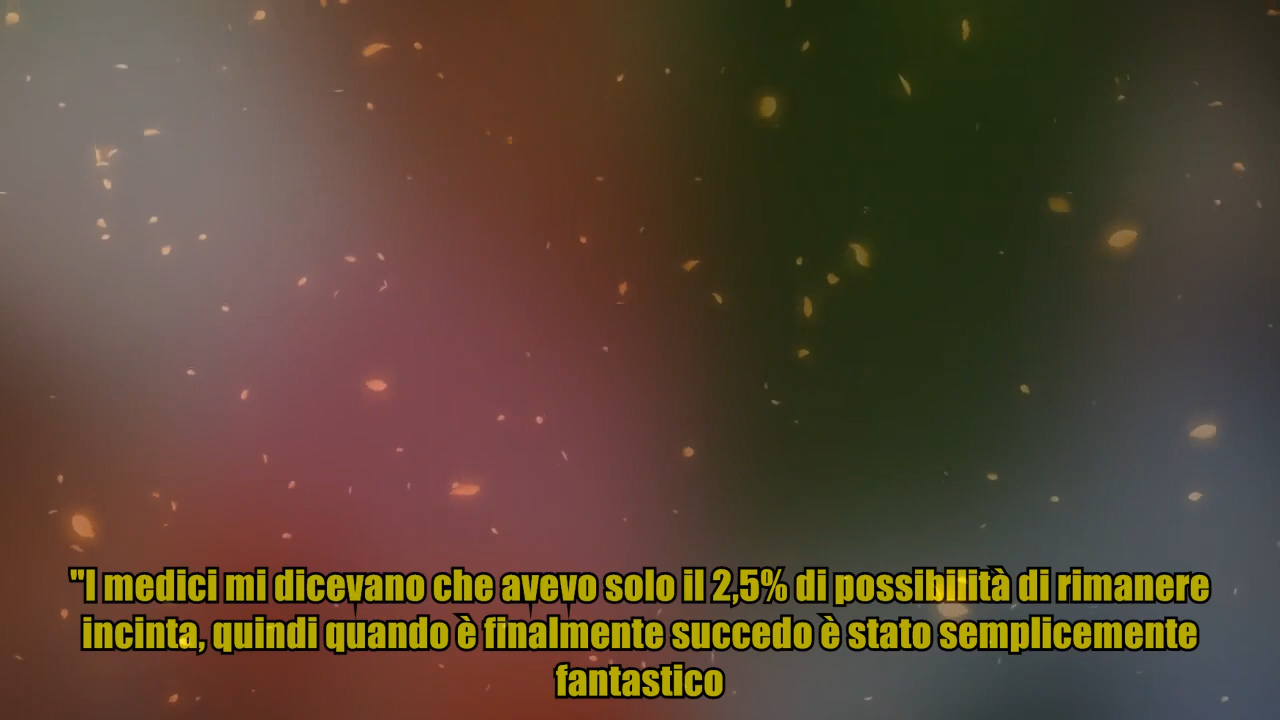 "I medici mi dicevano che avevo solo il 2,5% di possibilità di rimanere
incinta, quindi quando è finalmente succedo è stato semplicemente
fantastico